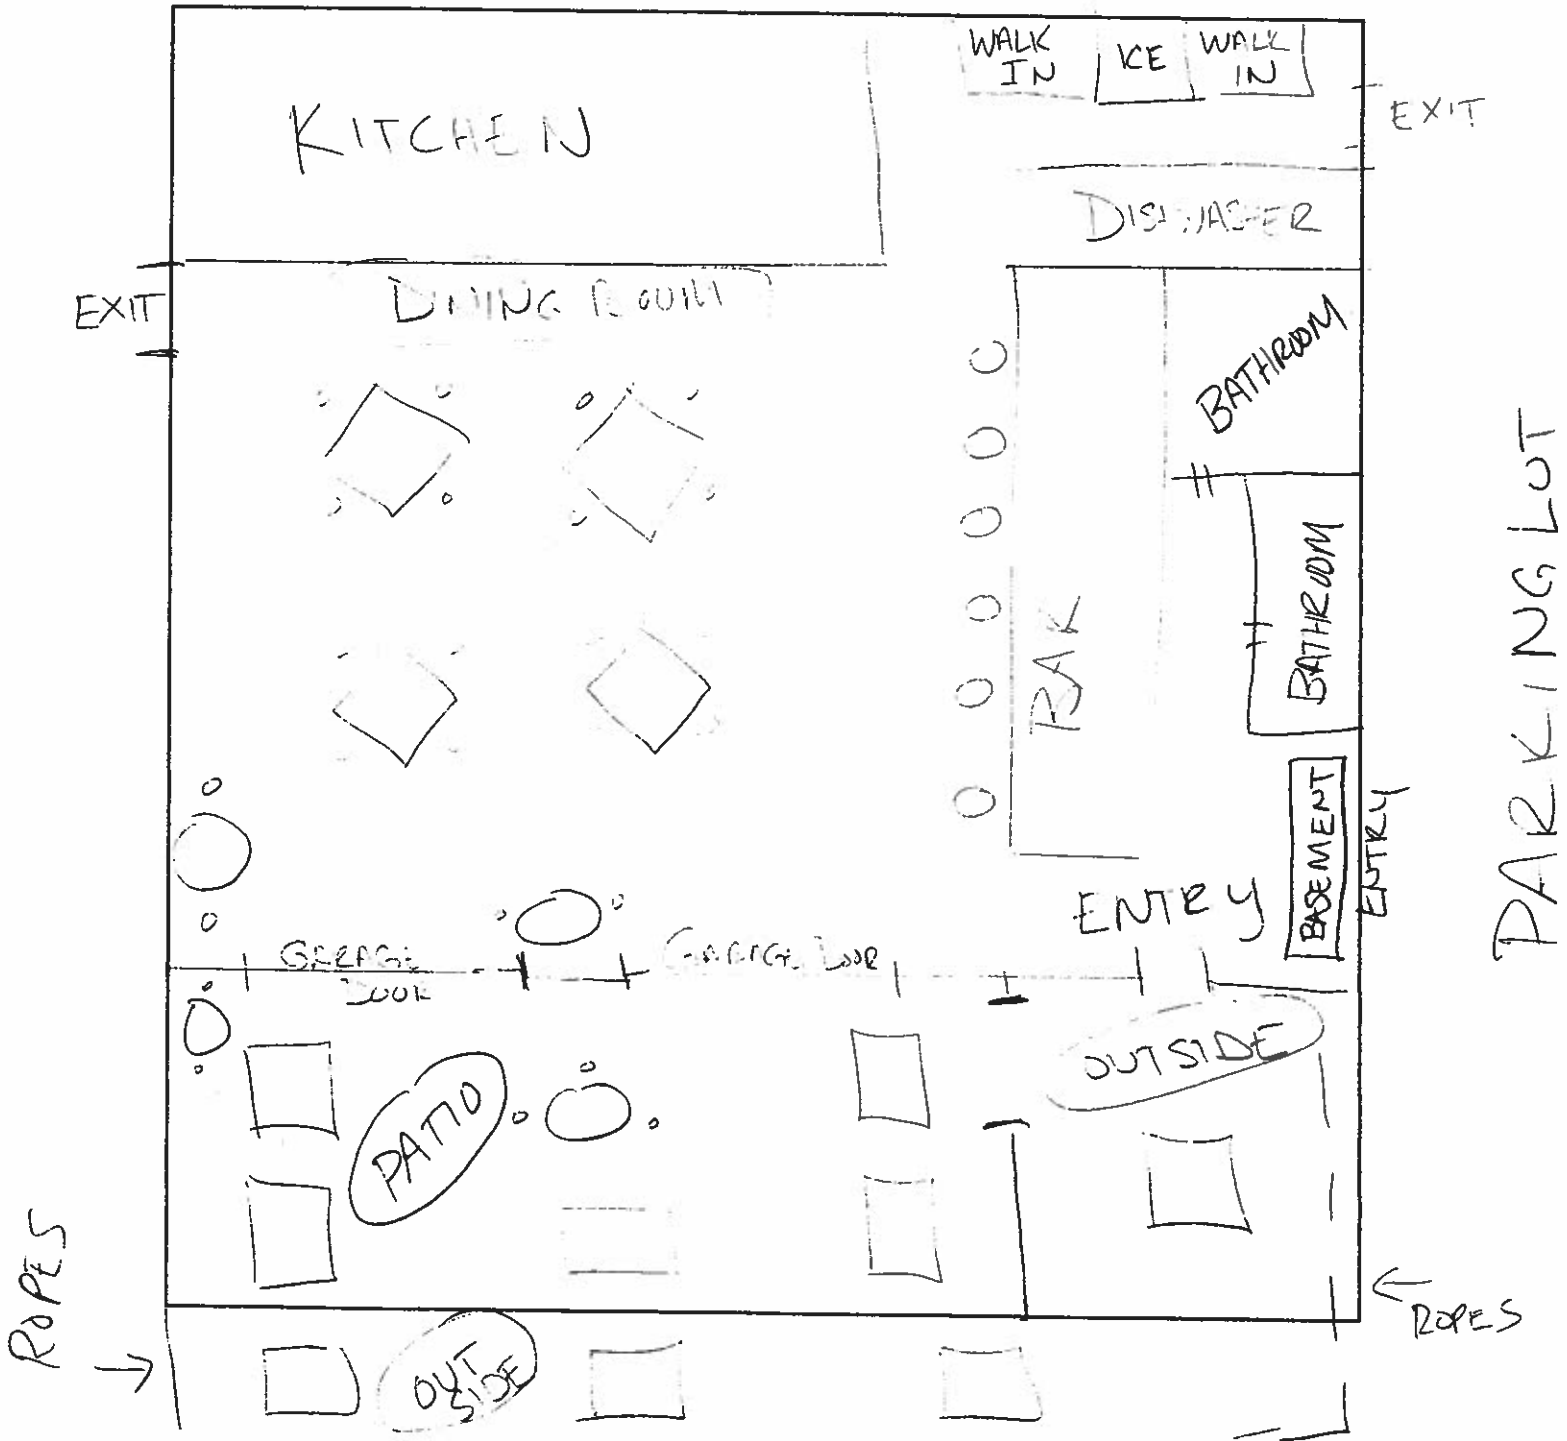 WALK
IN
ICE
WALK
IN
EXIT
KITCHEN
DISHWASHER
EXIT
DINING ROOM
BATHROOM
BATHROOM
BAR
PARKING LOT
BASEMENT
ENTRY
ENTRY
GARAGE
DOOR
GARAGE DOOR
OUTSIDE
PATIO
ROPES
ROPES
OUT
SIDE